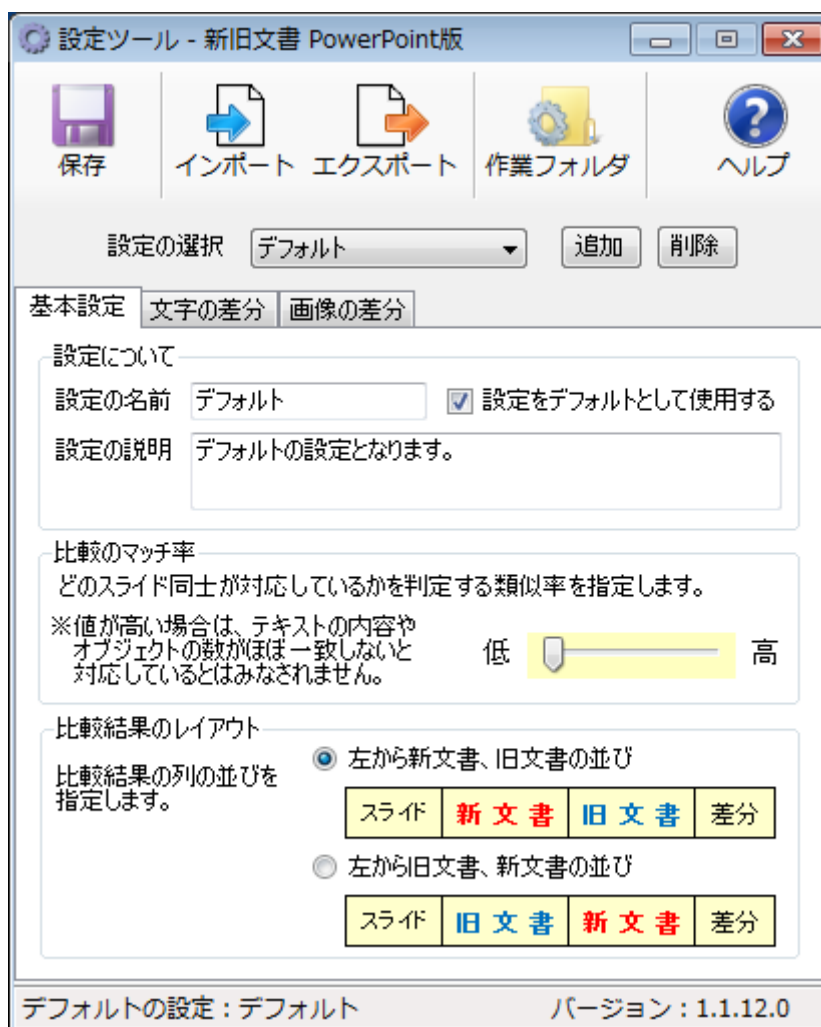 設定ツール - 新旧文書 PowerPoint版
保存 インポート エクスポート 作業フォルダ ヘルプ
設定の選択 デフォルト 追加 削除
基本設定 文字の差分 画像の差分
設定について
設定の名前 デフォルト 設定をデフォルトとして使用する
設定の説明 デフォルトの設定となります。
比較のマッチ率
どのスライド同士が対応しているかを判定する類似率を指定します。
※値が高い場合は、テキストの内容や
オブジェクトの数がほぼ一致しないと
対応しているとはみなされません。
低 高
比較結果のレイアウト
比較結果の列の並びを
指定します。
左から新文書、旧文書の並び
スライド 新文書 旧文書 差分
左から旧文書、新文書の並び
スライド 旧文書 新文書 差分
デフォルトの設定：デフォルト バージョン：1.1.12.0